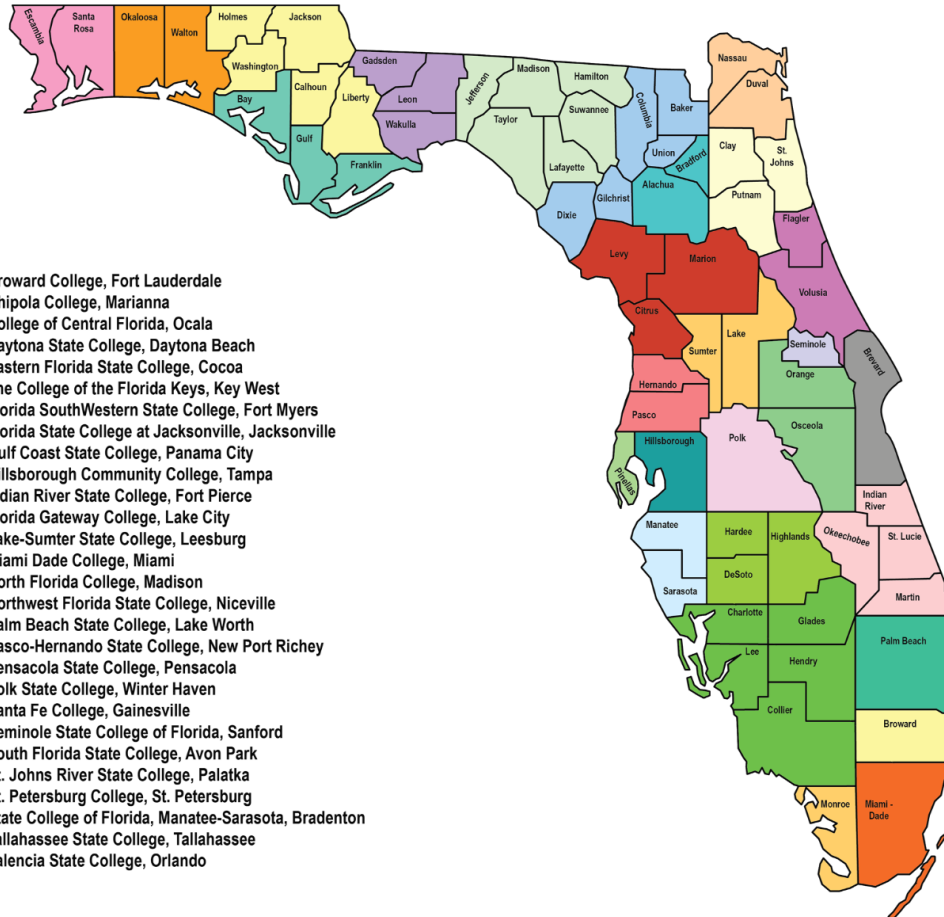 Escambia
Santa
Rosa
Okaloosa
Walton
Holmes
Jackson
Washington
Bay
Calhoun
Gulf
Liberty
Franklin
Gadsden
Leon
Wakulla
Jefferson
Madison
Taylor
Hamilton
Suwannee
Lafayette
Columbia
Baker
Union
Bradford
Dixie
Gilchrist
Alachua
Nassau
Duval
Clay
St.
Johns
Putnam
Flagler
Levy
Marion
Volusia
Citrus
Sumter
Lake
Seminole
Orange
Brevard
Hernando
Pasco
Hillsborough
Pinellas
Polk
Osceola
Indian
River
Manatee
Hardee
Highlands
Okeechobee
St. Lucie
Sarasota
DeSoto
Martin
Charlotte
Glades
Lee
Hendry
Palm Beach
Collier
Broward
Monroe
Miami -
Dade
roward College, Fort Lauderdale
hipola College, Marianna
ollege of Central Florida, Ocala
aytona State College, Daytona Beach
astern Florida State College, Cocoa
he College of the Florida Keys, Key West
orida SouthWestern State College, Fort Myers
orida State College at Jacksonville, Jacksonville
ulf Coast State College, Panama City
illsborough Community College, Tampa
dian River State College, Fort Pierce
orida Gateway College, Lake City
ake-Sumter State College, Leesburg
iami Dade College, Miami
orth Florida College, Madison
orthwest Florida State College, Niceville
alm Beach State College, Lake Worth
asco-Hernando State College, New Port Richey
ensacola State College, Pensacola
olk State College, Winter Haven
anta Fe College, Gainesville
eminole State College of Florida, Sanford
outh Florida State College, Avon Park
t. Johns River State College, Palatka
t. Petersburg College, St. Petersburg
tate College of Florida, Manatee-Sarasota, Bradenton
allahassee State College, Tallahassee
alencia State College, Orlando